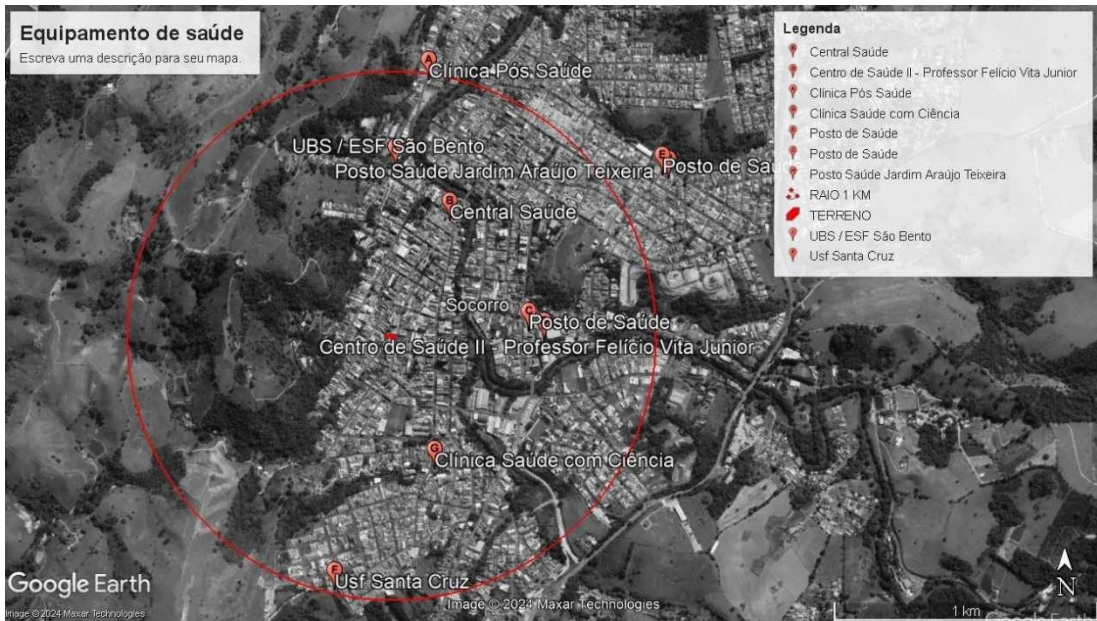 Equipamento de saúde
Escreva uma descrição para seu mapa.
Legenda
Central Saúde
Centro de Saúde II - Professor Felício Vita Junior
Clínica Pós Saúde
Clínica Saúde com Ciência
Posto de Saúde
Posto de Saúde
Posto Saúde Jardim Araújo Teixeira
RAIO 1 KM
TERRENO
UBS / ESF São Bento
Usf Santa Cruz
A
Clínica Pós Saúde
UBS / ESF São Bento
Posto Saúde Jardim Araújo Teixeira
E
Posto de Saúde
B
Central Saúde
Socorro
C
Posto de Saúde
Centro de Saúde II - Professor Felício Vita Junior
G
Clínica Saúde com Ciência
F
Usf Santa Cruz
Google Earth
Image © 2024 Maxar Technologies
Image © 2024 Maxar Technologies
N
1 km
Google Earth